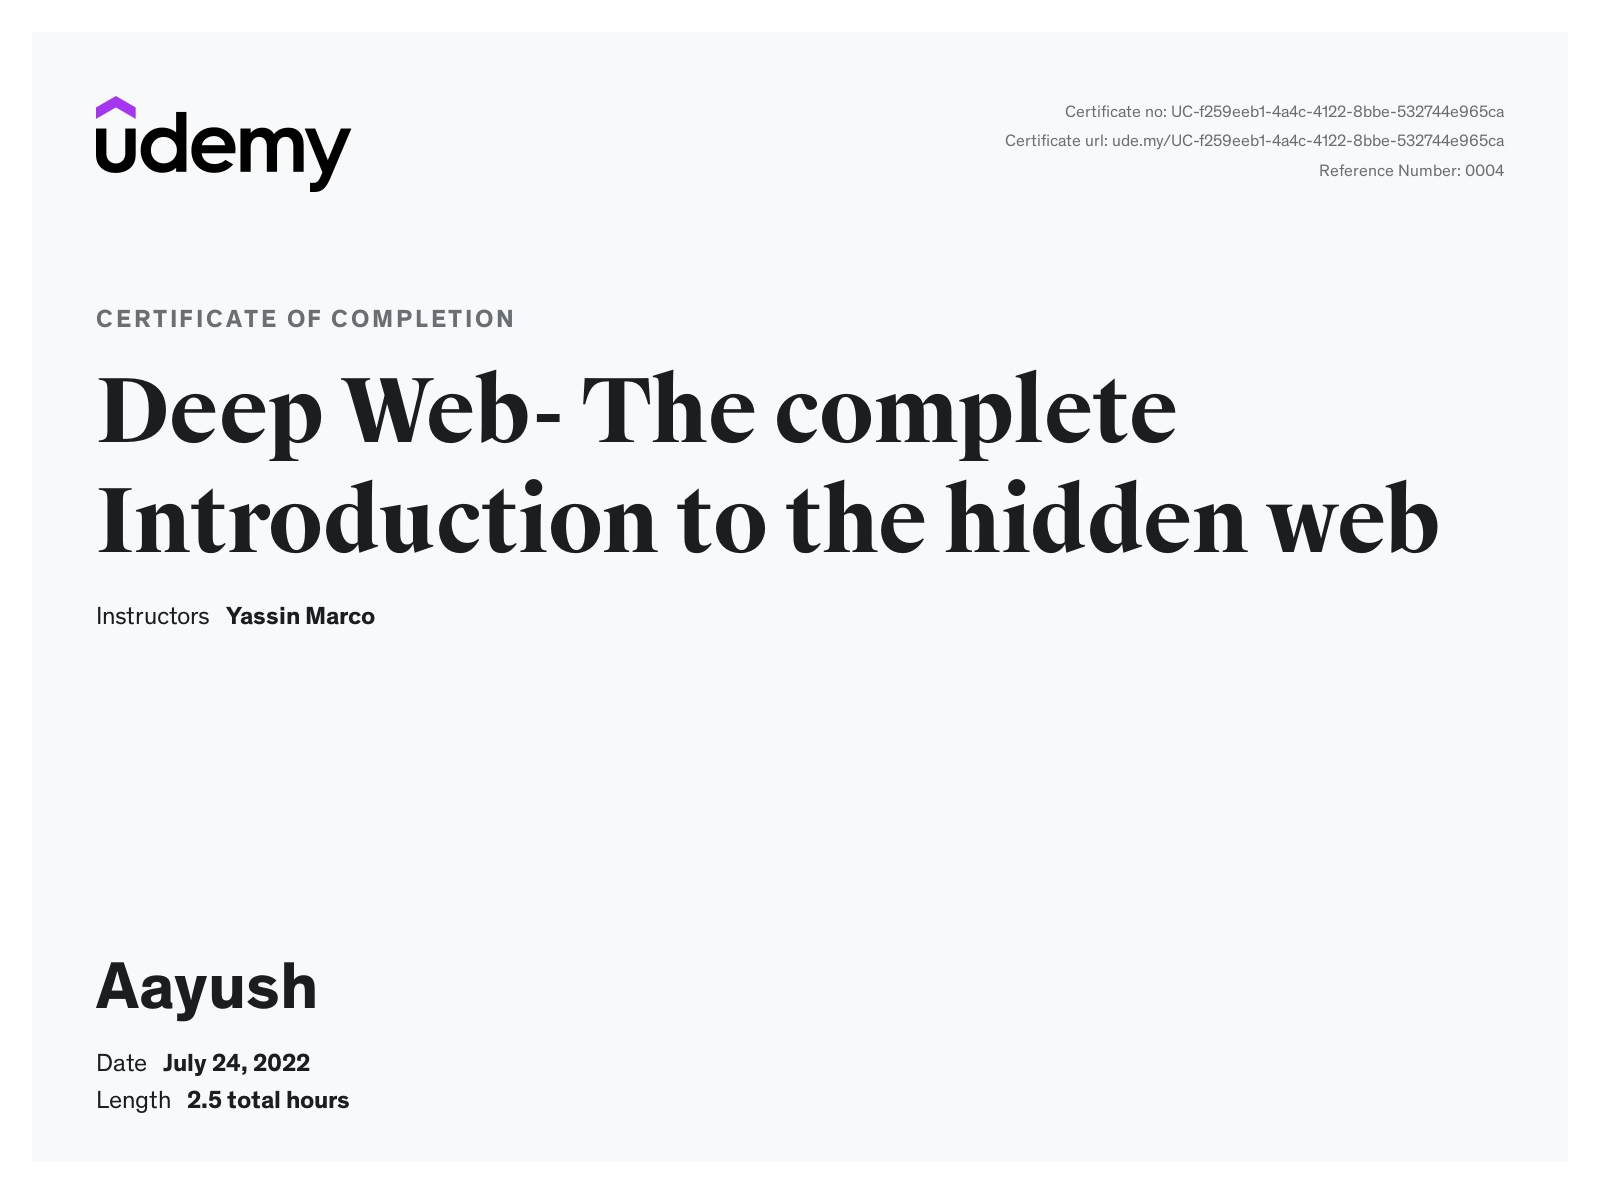 udemy
Certificate no: UC-f259eeb1-4a4c-4122-8bbe-532744e965ca
Certificate url: ude.my/UC-f259eeb1-4a4c-4122-8bbe-532744e965ca
Reference Number: 0004
CERTIFICATE OF COMPLETION
Deep Web- The complete
Introduction to the hidden web
Instructors Yassin Marco
Aayush
Date July 24, 2022
Length 2.5 total hours